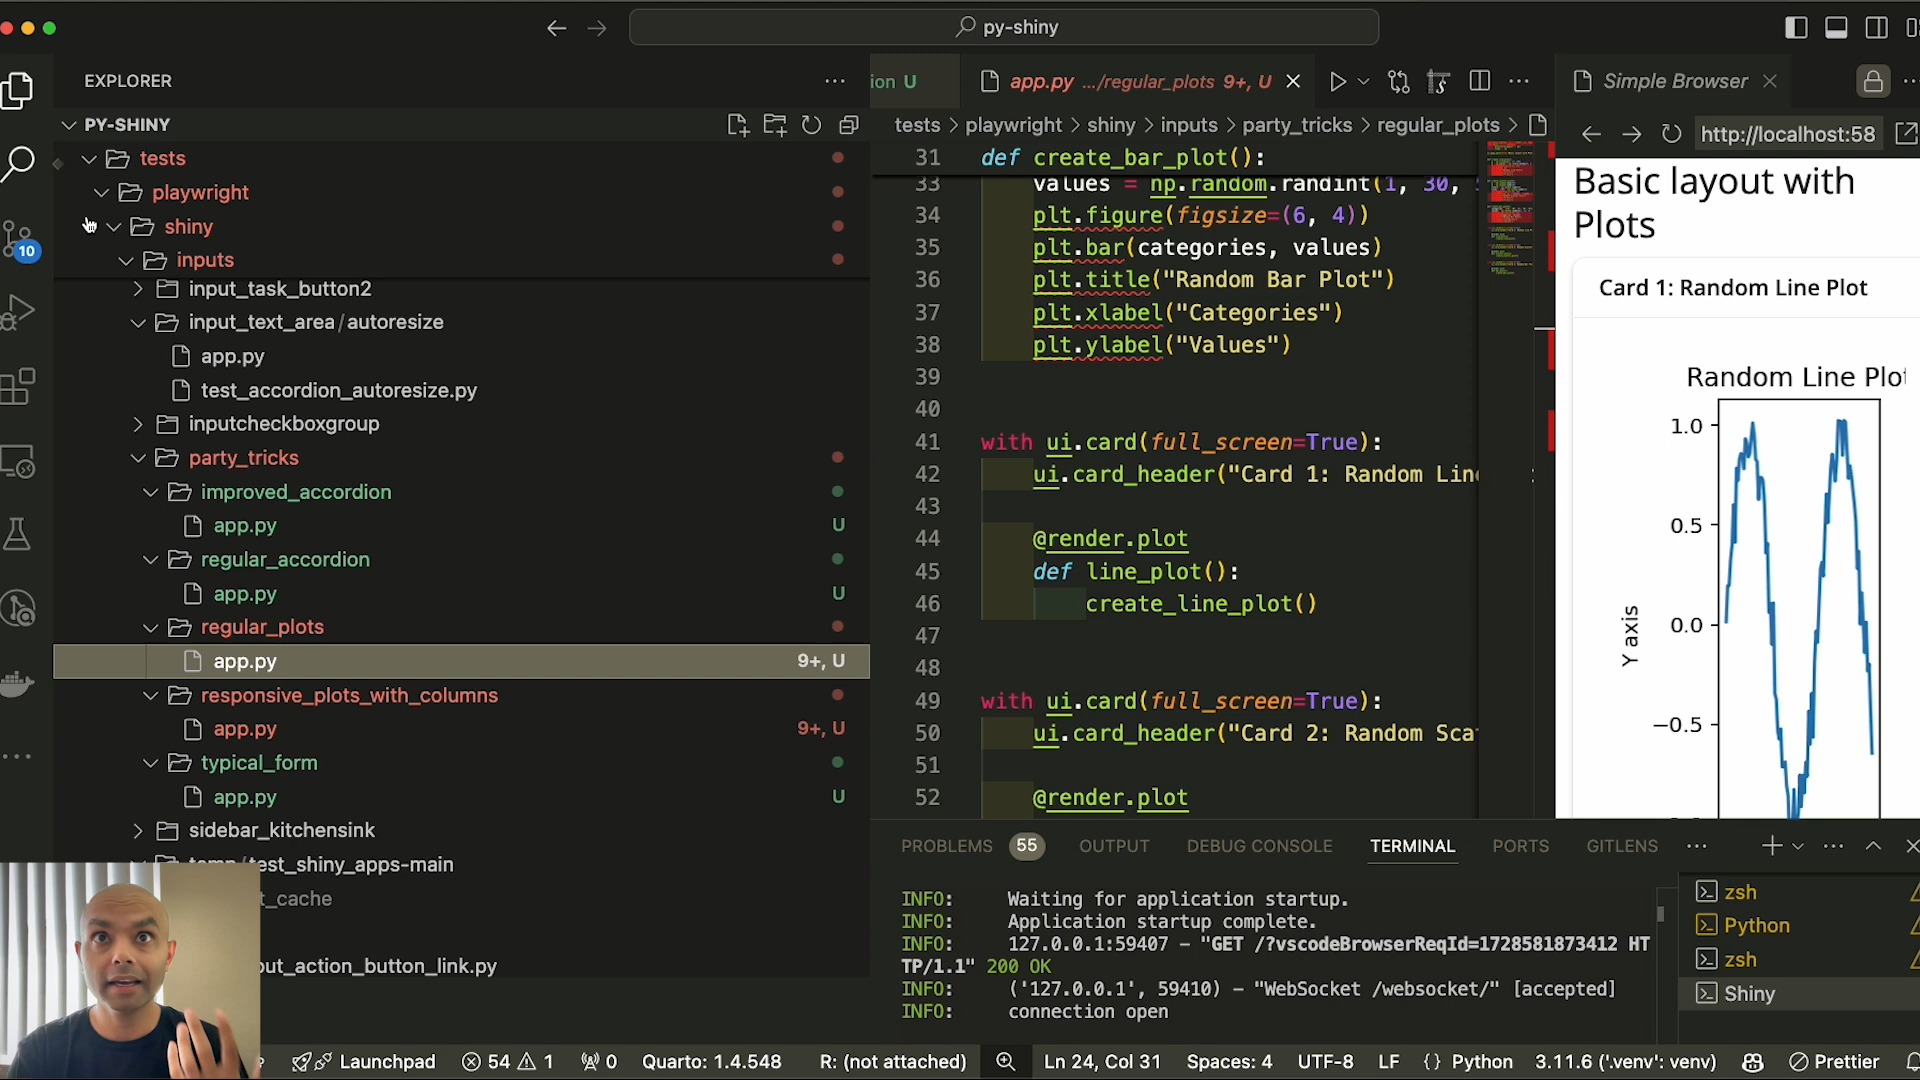 py-shiny
EXPLORER
PY-SHINY
tests
playwright
shiny
inputs
input_task_button2
input_text_area/autoresize
app.py
test_accordion_autoresize.py
inputcheckboxgroup
party_tricks
improved_accordion
app.py U
regular_accordion
app.py U
regular_plots
app.py 9+, U
responsive_plots_with_columns
app.py 9+, U
typical_form
app.py U
sidebar_kitchensink
test_shiny_apps-main
t_cache
ut_action_button_link.py
10
ion U
app.py .../regular_plots 9+, U
tests > playwright > shiny > inputs > party_tricks > regular_plots >
31 def create_bar_plot():
33 values = np.random.randint(1, 30,
34 plt.figure(figsize=(6, 4))
35 plt.bar(categories, values)
36 plt.title("Random Bar Plot")
37 plt.xlabel("Categories")
38 plt.ylabel("Values")
39
40
41 with ui.card(full_screen=True):
42 ui.card_header("Card 1: Random Lin
43
44 @render.plot
45 def line_plot():
46 create_line_plot()
47
48
49 with ui.card(full_screen=True):
50 ui.card_header("Card 2: Random Sca
51
52 @render.plot
Simple Browser
http://localhost:58
Basic layout with
Plots
Card 1: Random Line Plot
Random Line Plot
1.0
0.5
0.0
−0.5
Y axis
PROBLEMS 55 OUTPUT DEBUG CONSOLE TERMINAL PORTS GITLENS
INFO: Waiting for application startup.
INFO: Application startup complete.
INFO: 127.0.0.1:59407 - "GET /?vscodeBrowserReqId=1728581873412 HT
TP/1.1" 200 OK
INFO: ('127.0.0.1', 59410) - "WebSocket /websocket/" [accepted]
INFO: connection open
zsh
Python
zsh
Shiny
Launchpad 54 1 0 Quarto: 1.4.548 R: (not attached) Ln 24, Col 31 Spaces: 4 UTF-8 LF {} Python 3.11.6 ('.venv': venv) Prettier